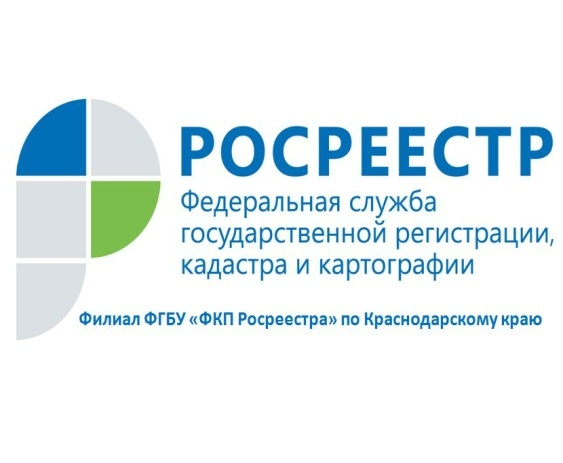 РОСРЕЕСТР
Федеральная служба
государственной регистрации,
кадастра и картографии
Филиал ФГБУ «ФКП Росреестра» по Краснодарскому краю